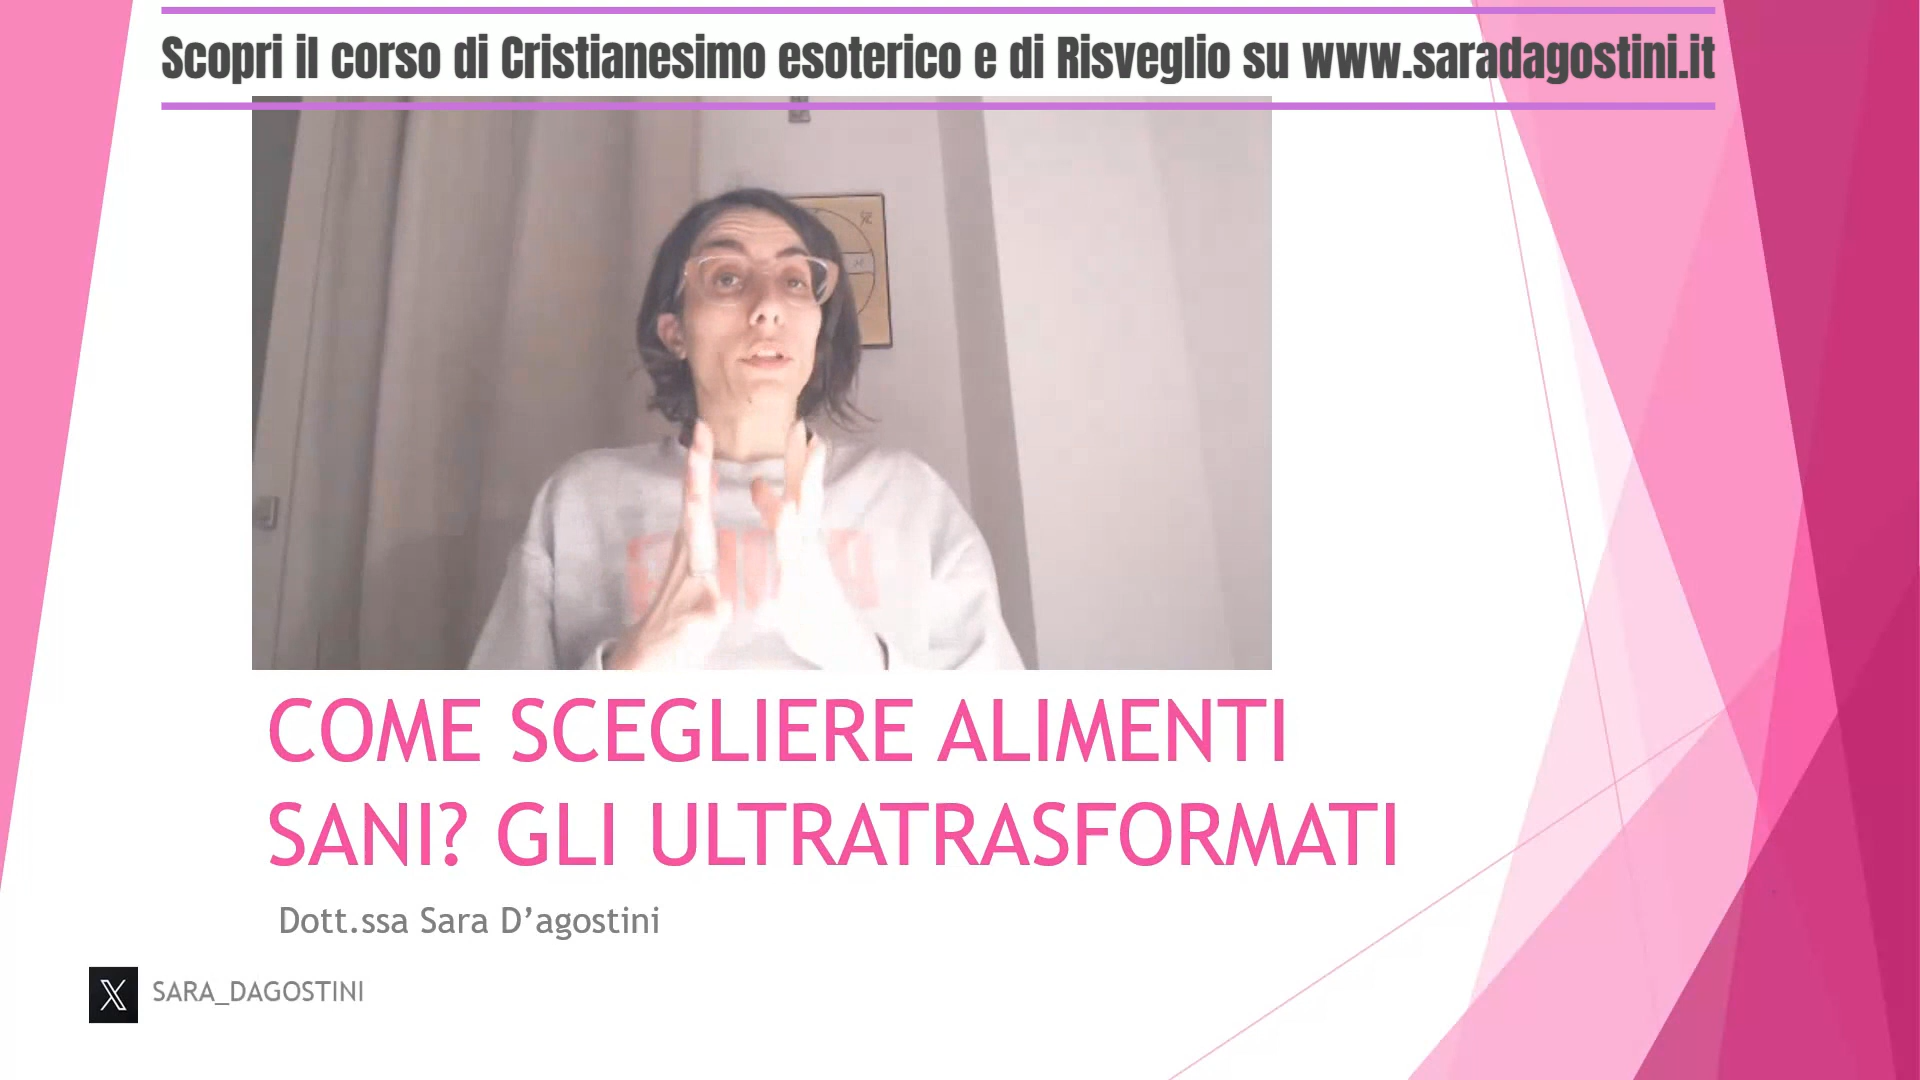 Scopri il corso di Cristianesimo esoterico e di Risveglio su www.saradagostini.it
COME SCEGLIERE ALIMENTI
SANI? GLI ULTRATRASFORMATI
Dott.ssa Sara D’agostini
SARA_DAGOSTINI